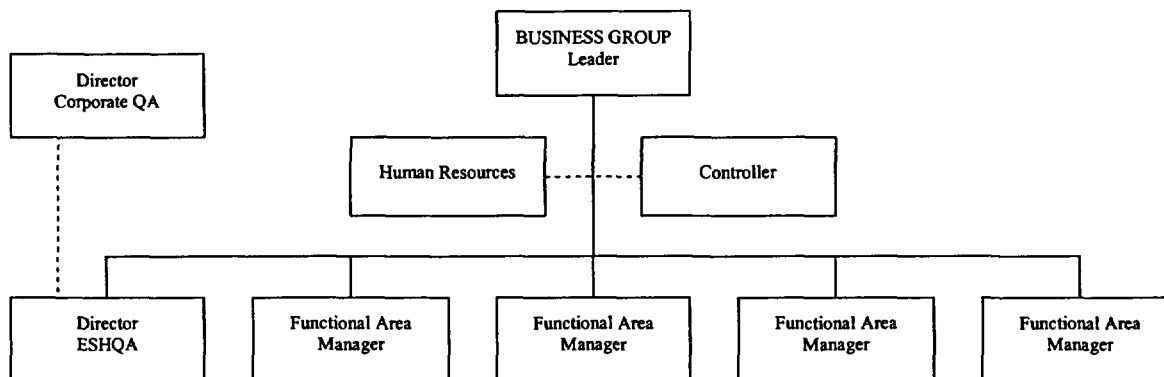 BUSINESS GROUP
Leader
Director
Corporate QA
Human Resources
Controller
Director
ESHQA
Functional Area
Manager
Functional Area
Manager
Functional Area
Manager
Functional Area
Manager